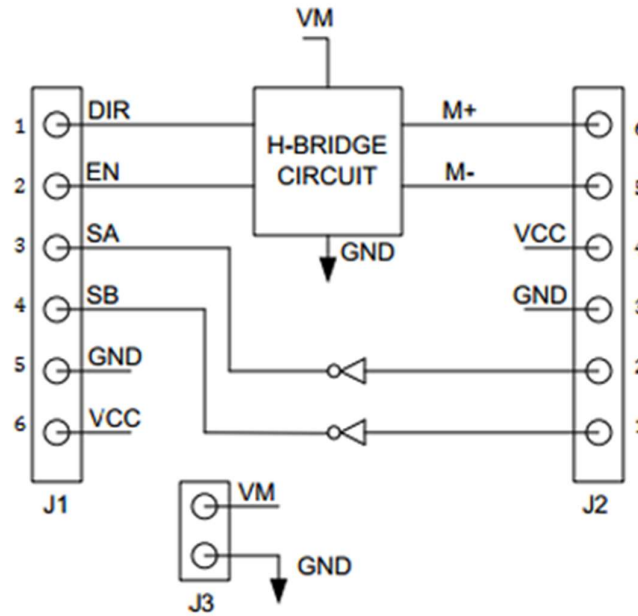 VM
1 DIR M+ 6
H-BRIDGE
CIRCUIT
2 EN M- 5
3 SA VCC 4
GND
4 SB GND 3
5 GND 2
6 VCC 1
J1 J2
VM
GND
J3